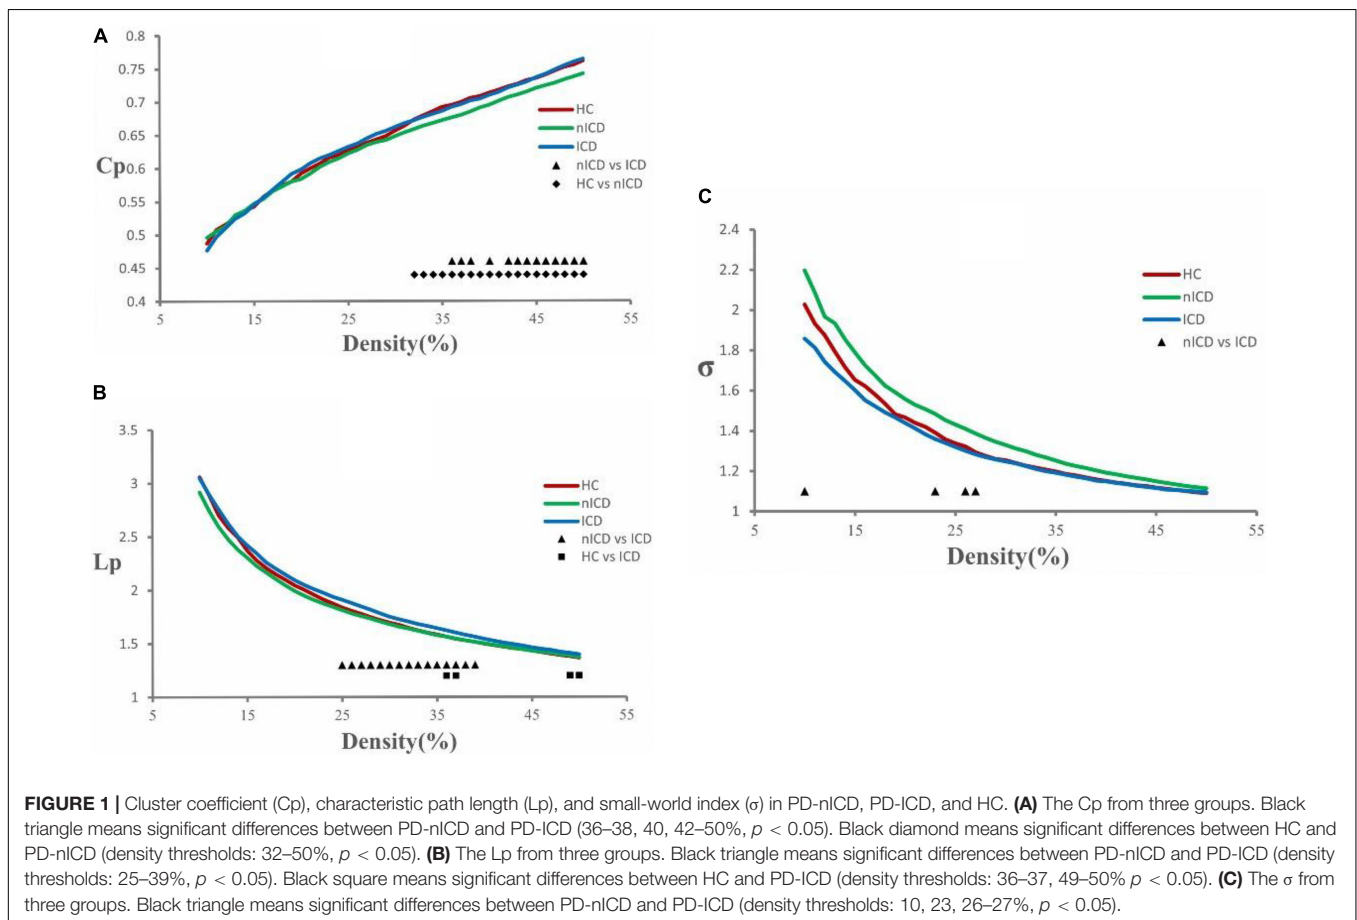 A
0.8
0.75
0.7
0.65
0.6
0.55
0.5
0.45
0.4
Cp
5 15 25 35 45 55
Density(%)
HC
nICD
ICD
nICD vs ICD
HC vs nICD
B
3.5
3
2.5
2
1.5
1
Lp
5 15 25 35 45 55
Density(%)
HC
nICD
ICD
nICD vs ICD
HC vs ICD
C
2.4
2.2
2
1.8
1.6
1.4
1.2
1
σ
5 15 25 35 45 55
Density(%)
HC
nICD
ICD
nICD vs ICD
FIGURE 1 | Cluster coefficient (Cp), characteristic path length (Lp), and small-world index (σ) in PD-nICD, PD-ICD, and HC. (A) The Cp from three groups. Black
triangle means significant differences between PD-nICD and PD-ICD (36–38, 40, 42–50%, p < 0.05). Black diamond means significant differences between HC and
PD-nICD (density thresholds: 32–50%, p < 0.05). (B) The Lp from three groups. Black triangle means significant differences between PD-nICD and PD-ICD (density
thresholds: 25–39%, p < 0.05). Black square means significant differences between HC and PD-ICD (density thresholds: 36–37, 49–50% p < 0.05). (C) The σ from
three groups. Black triangle means significant differences between PD-nICD and PD-ICD (density thresholds: 10, 23, 26–27%, p < 0.05).